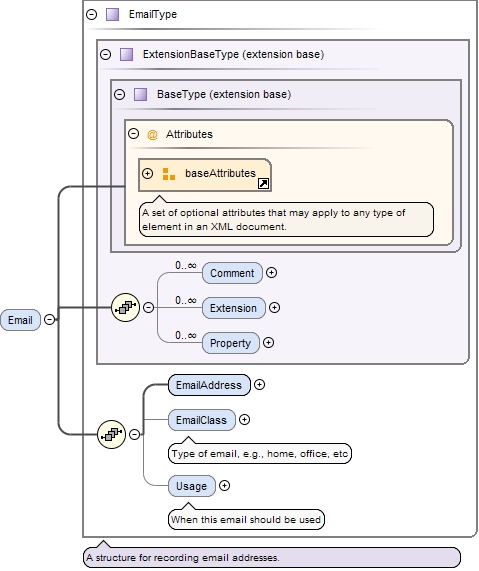 EmailType
ExtensionBaseType (extension base)
BaseType (extension base)
@ Attributes
baseAttributes
A set of optional attributes that may apply to any type of
element in an XML document.
0..∞
Comment
0..∞
Extension
Email
0..∞
Property
EmailAddress
EmailClass
Type of email, e.g., home, office, etc
Usage
When this email should be used
A structure for recording email addresses.